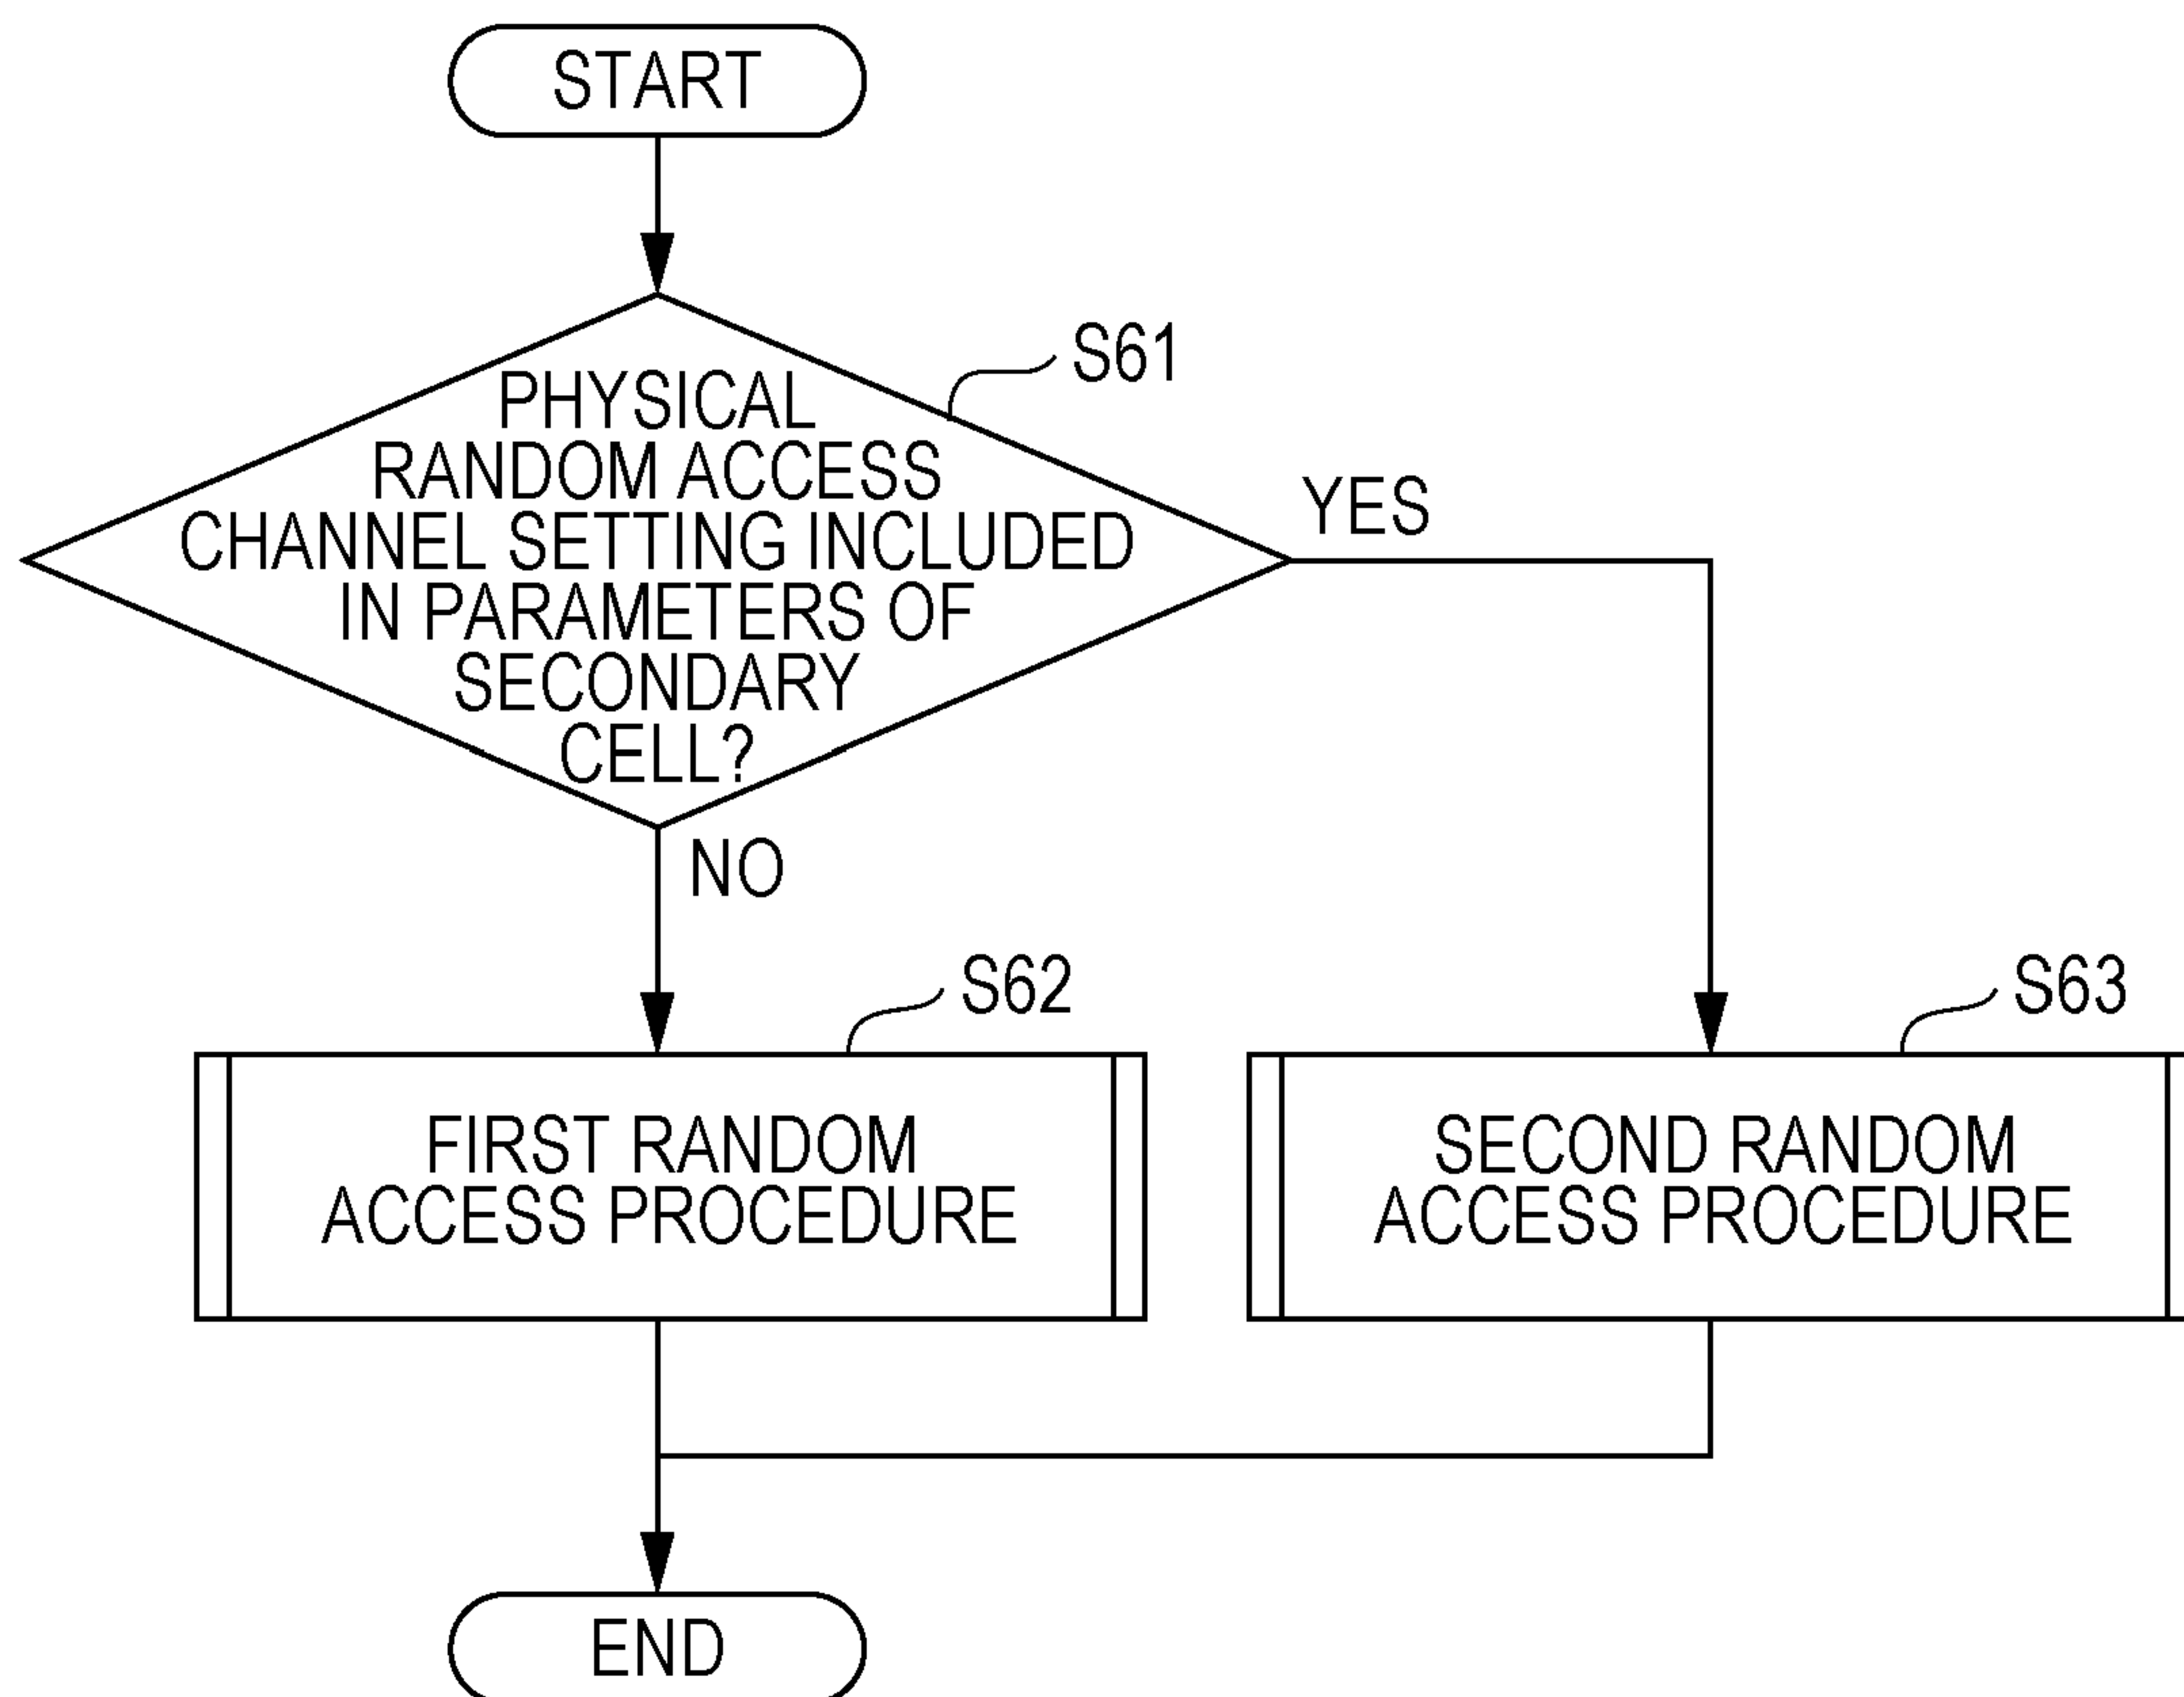 START
S61
PHYSICAL
RANDOM ACCESS
CHANNEL SETTING INCLUDED
IN PARAMETERS OF
SECONDARY
CELL?
YES
NO
S62
S63
FIRST RANDOM
ACCESS PROCEDURE
SECOND RANDOM
ACCESS PROCEDURE
END